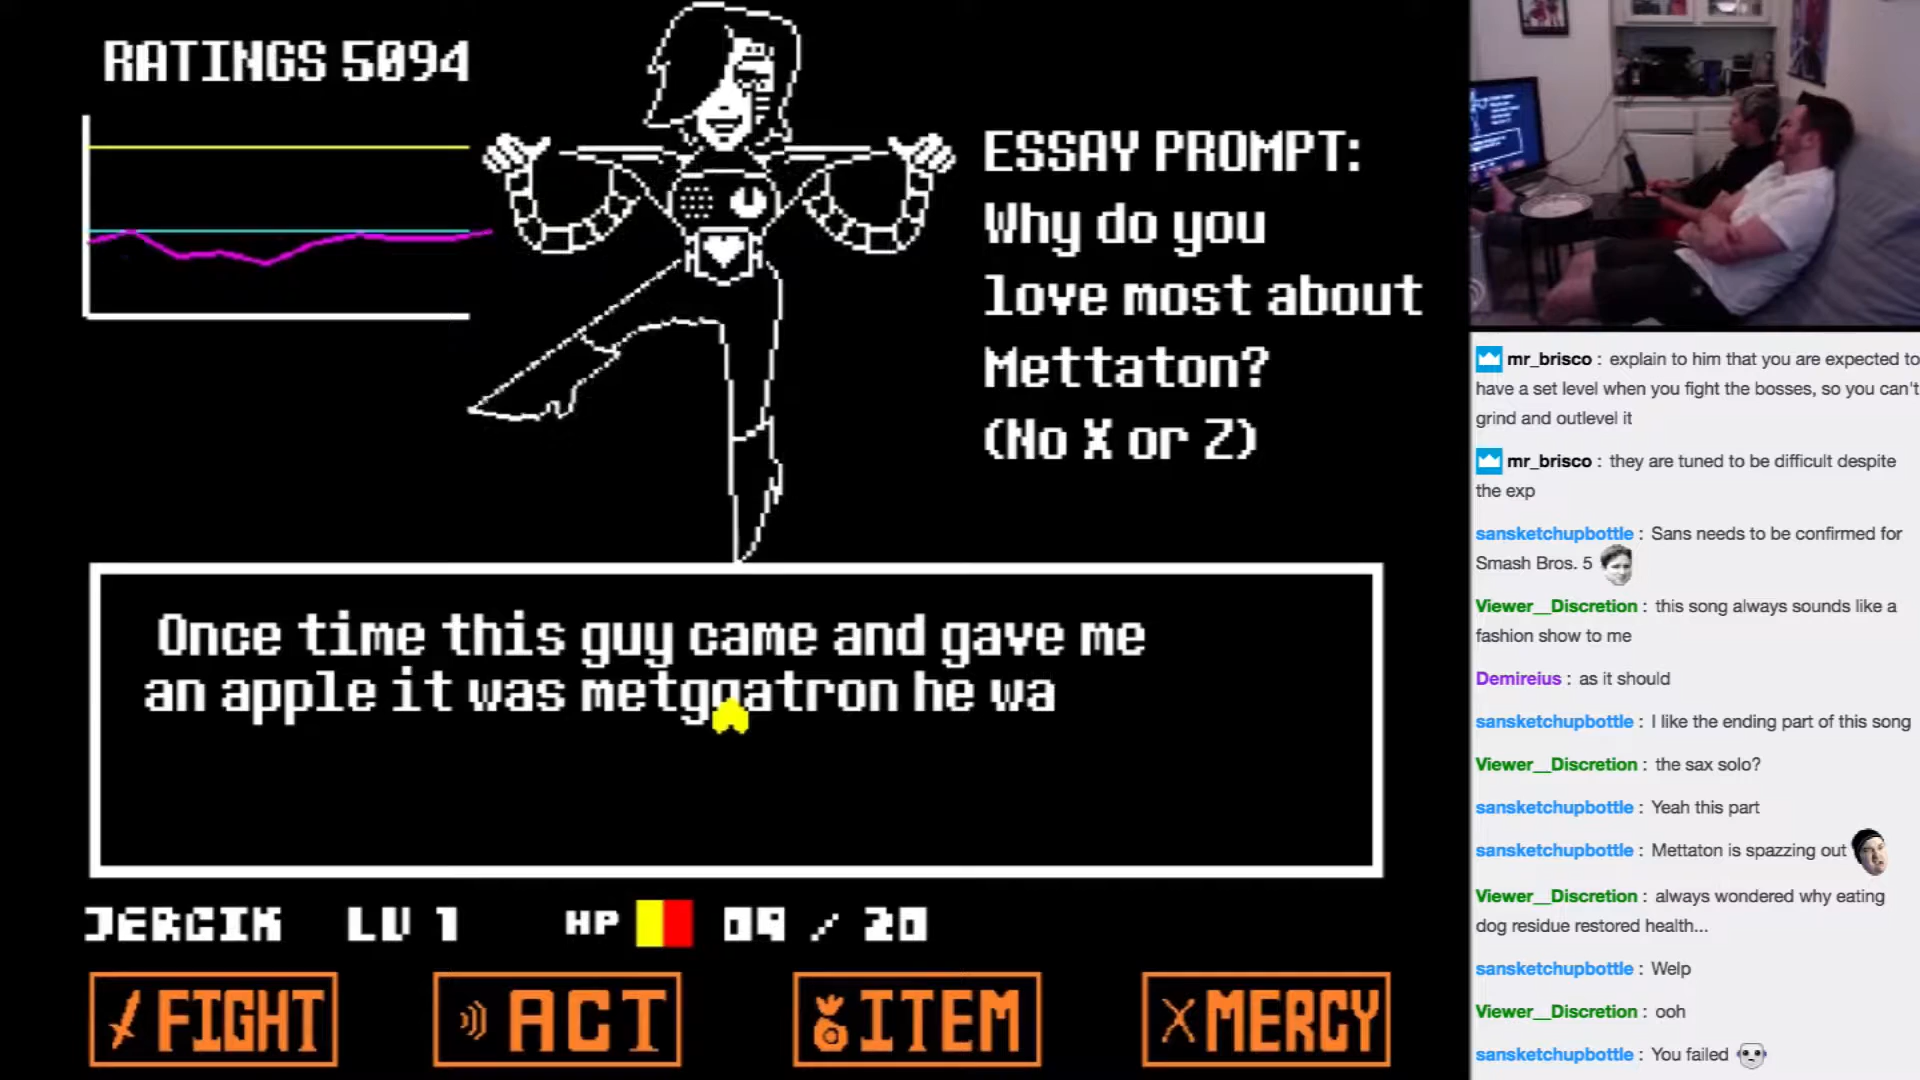 RATINGS 5094
ESSAY PROMPT:
Why do you
love most about
Mettaton?
(No X or Z)
Once time this guy came and gave me
an apple it was metggatron he wa
JERGIK LV 1 HP 09 / 20
FIGHT ACT ITEM MERCY
mr_brisco : explain to him that you are expected to
have a set level when you fight the bosses, so you can't
grind and outlevel it
mr_brisco : they are tuned to be difficult despite
the exp
sansketchupbottle : Sans needs to be confirmed for
Smash Bros. 5
Viewer__Discretion : this song always sounds like a
fashion show to me
Demireius : as it should
sansketchupbottle : I like the ending part of this song
Viewer__Discretion : the sax solo?
sansketchupbottle : Yeah this part
sansketchupbottle : Mettaton is spazzing out
Viewer__Discretion : always wondered why eating
dog residue restored health...
sansketchupbottle : Welp
Viewer__Discretion : ooh
sansketchupbottle : You failed